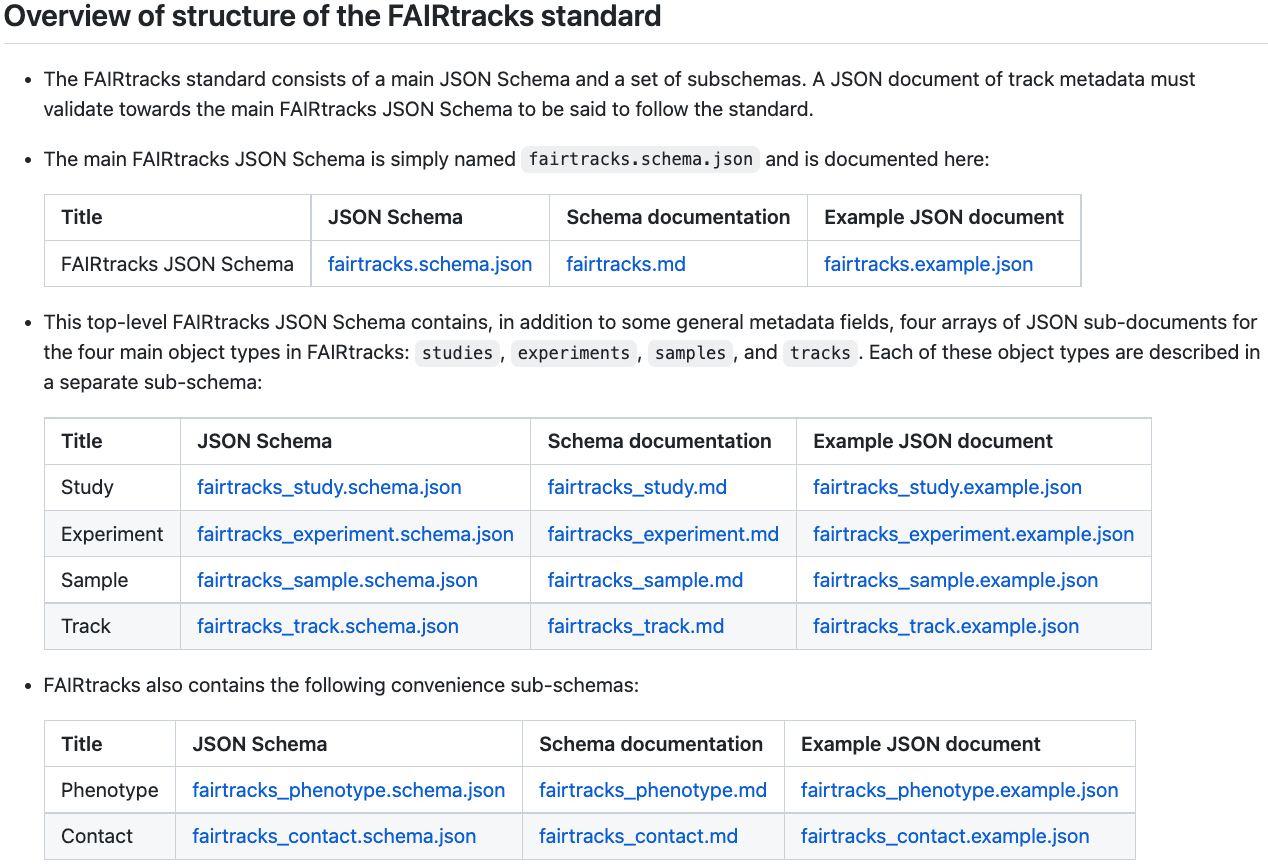 Overview of structure of the FAIRtracks standard
• The FAIRtracks standard consists of a main JSON Schema and a set of subschemas. A JSON document of track metadata must
validate towards the main FAIRtracks JSON Schema to be said to follow the standard.
• The main FAIRtracks JSON Schema is simply named fairtracks.schema.json and is documented here:
Title JSON Schema Schema documentation Example JSON document
FAIRtracks JSON Schema fairtracks.schema.json fairtracks.md fairtracks.example.json
• This top-level FAIRtracks JSON Schema contains, in addition to some general metadata fields, four arrays of JSON sub-documents for
the four main object types in FAIRtracks: studies, experiments, samples, and tracks. Each of these object types are described in
a separate sub-schema:
Title JSON Schema Schema documentation Example JSON document
Study fairtracks_study.schema.json fairtracks_study.md fairtracks_study.example.json
Experiment fairtracks_experiment.schema.json fairtracks_experiment.md fairtracks_experiment.example.json
Sample fairtracks_sample.schema.json fairtracks_sample.md fairtracks_sample.example.json
Track fairtracks_track.schema.json fairtracks_track.md fairtracks_track.example.json
• FAIRtracks also contains the following convenience sub-schemas:
Title JSON Schema Schema documentation Example JSON document
Phenotype fairtracks_phenotype.schema.json fairtracks_phenotype.md fairtracks_phenotype.example.json
Contact fairtracks_contact.schema.json fairtracks_contact.md fairtracks_contact.example.json